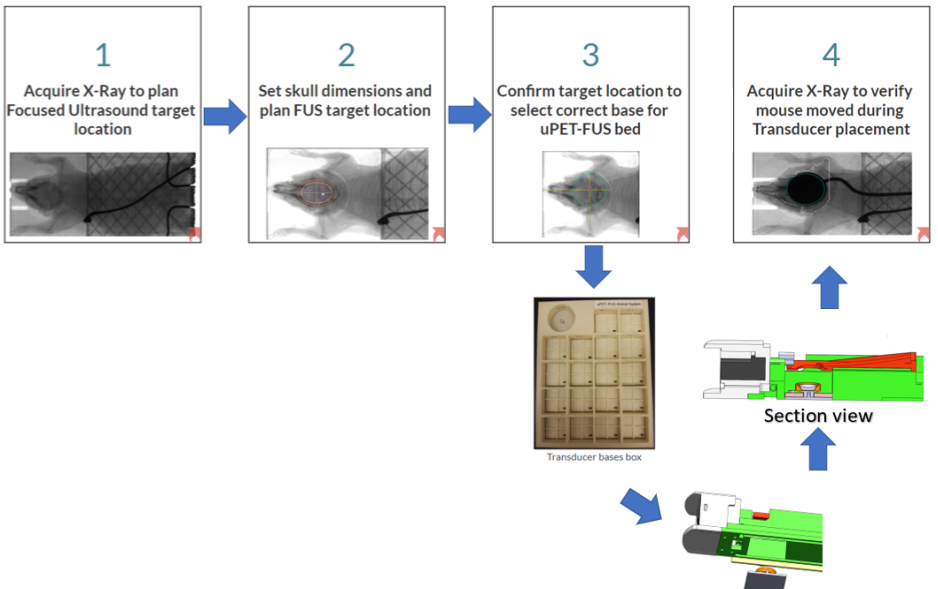 1
Acquire X-Ray to plan
Focused Ultrasound target
location
2
Set skull dimensions and
plan FUS target location
3
Confirm target location to
select correct base for
uPET-FUS bed
4
Acquire X-Ray to verify
mouse moved during
Transducer placement
uPET-FUS Animal System
Transducer bases box
Section view